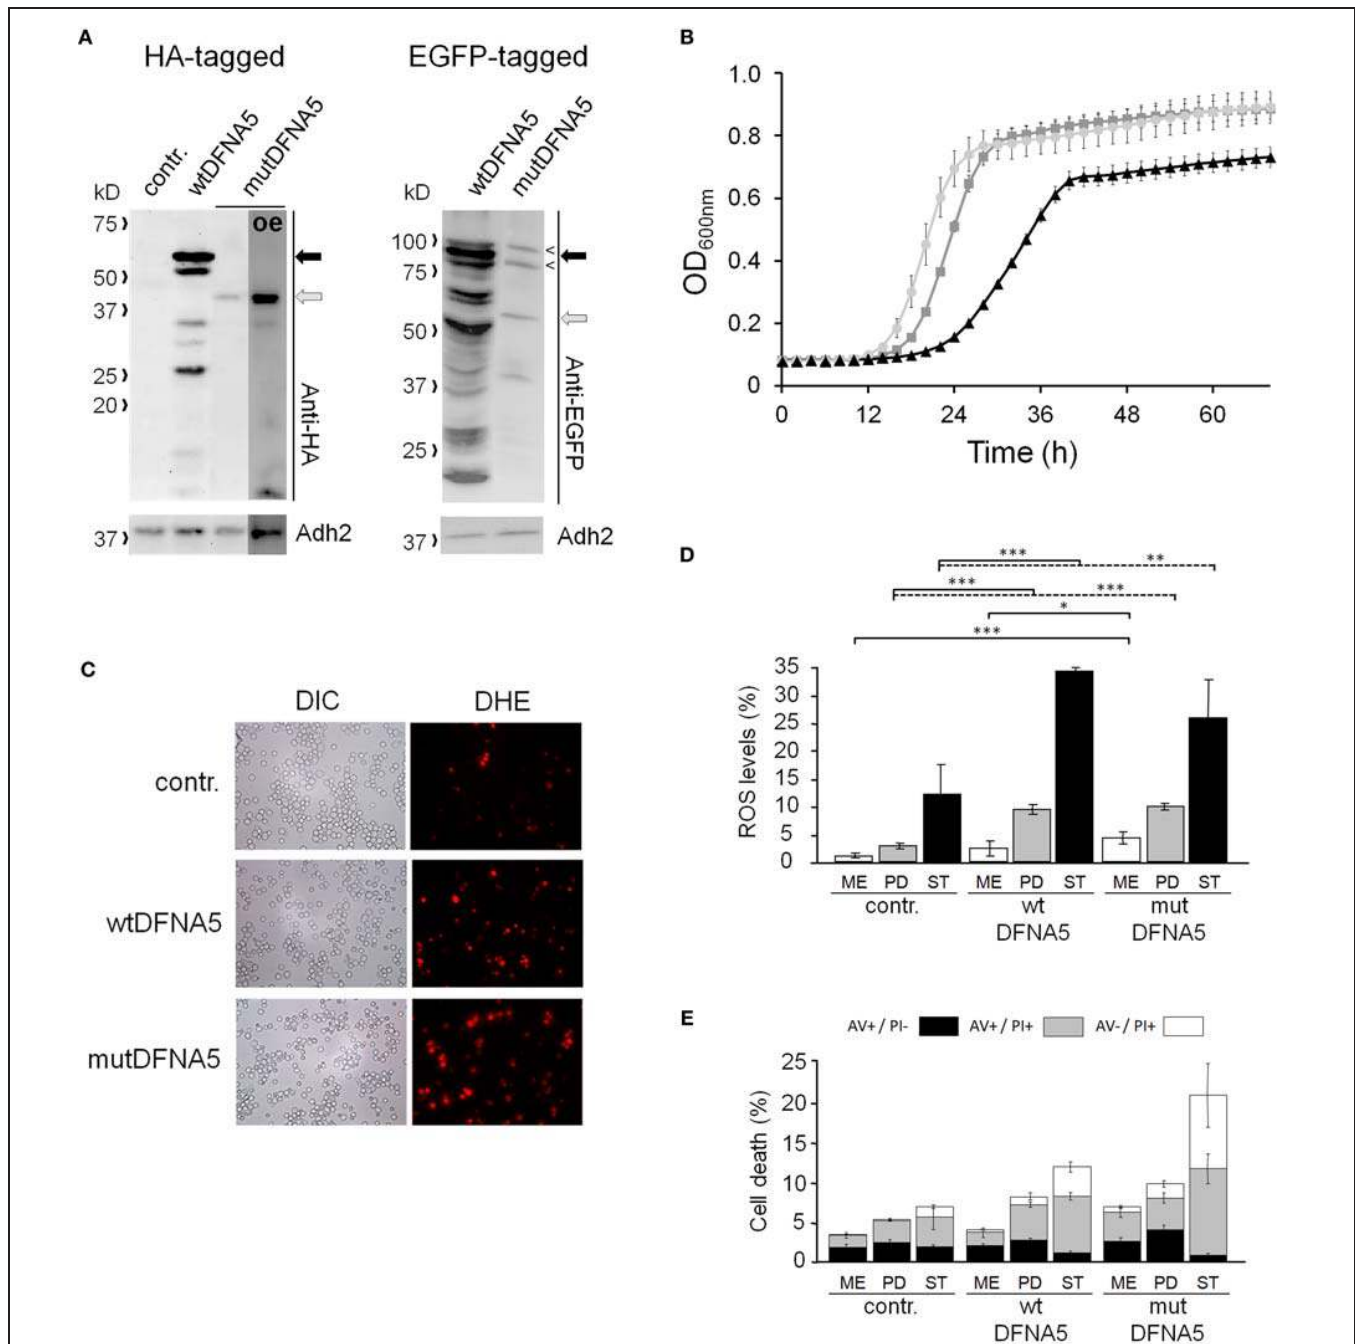 A
HA-tagged
EGFP-tagged
contr.
wtDFNA5
mutDFNA5
wtDFNA5
mutDFNA5
kD
75
50
37
25
20
oe
Anti-HA
37
Adh2
kD
100
75
50
37
25
<
<
Anti-EGFP
37
Adh2
B
OD600nm
1.0
0.8
0.6
0.4
0.2
0
0 12 24 36 48 60
Time (h)
C
DIC DHE
contr.
wtDFNA5
mutDFNA5
D
*** **
*** ***
*
***
ROS levels (%)
35
30
25
20
15
10
5
0
ME PD ST ME PD ST ME PD ST
contr. wt mut
DFNA5 DFNA5
E
AV+ / PI- AV+ / PI+ AV- / PI+
Cell death (%)
25
20
15
10
5
0
ME PD ST ME PD ST ME PD ST
contr. wt mut
DFNA5 DFNA5